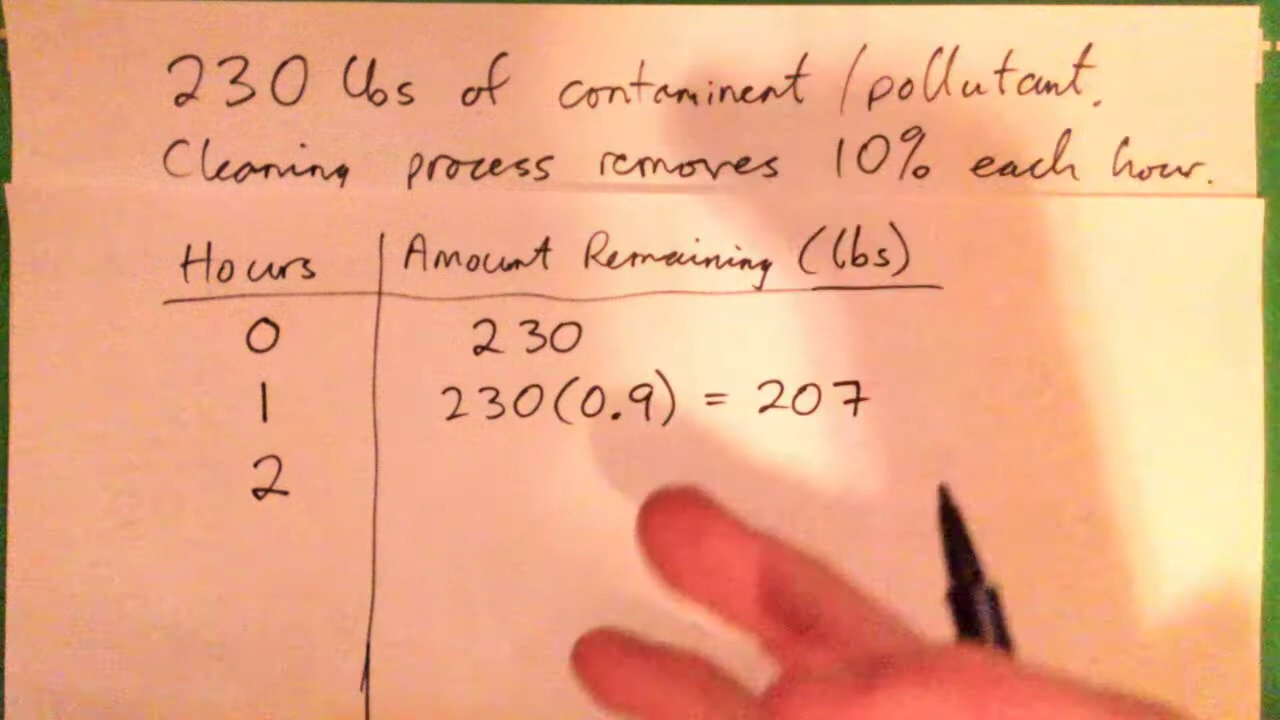 230 lbs of contaminent / pollutant.
Cleaning process removes 10% each hour.
Hours Amount Remaining (lbs)
0 230
1 230(0.9) = 207
2